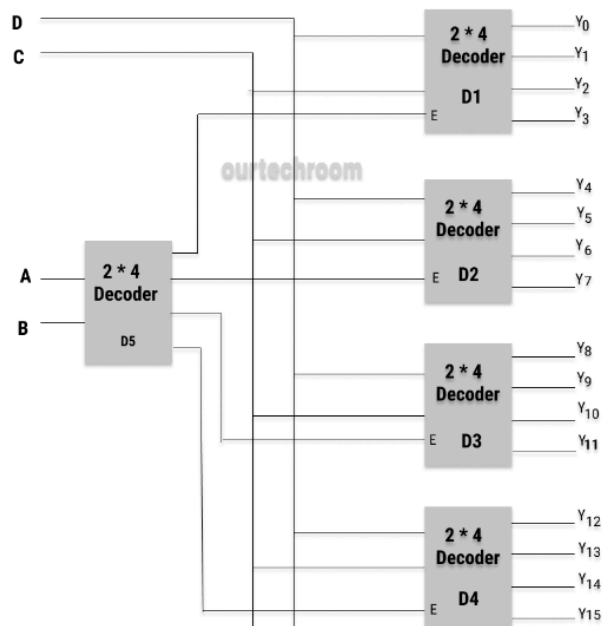 D
C
2 * 4
Decoder
D1
E
Y0
Y1
Y2
Y3
ourtechroom
2 * 4
Decoder
D2
E
Y4
Y5
Y6
Y7
A
B
2 * 4
Decoder
D5
2 * 4
Decoder
D3
E
Y8
Y9
Y10
Y11
2 * 4
Decoder
D4
E
Y12
Y13
Y14
Y15